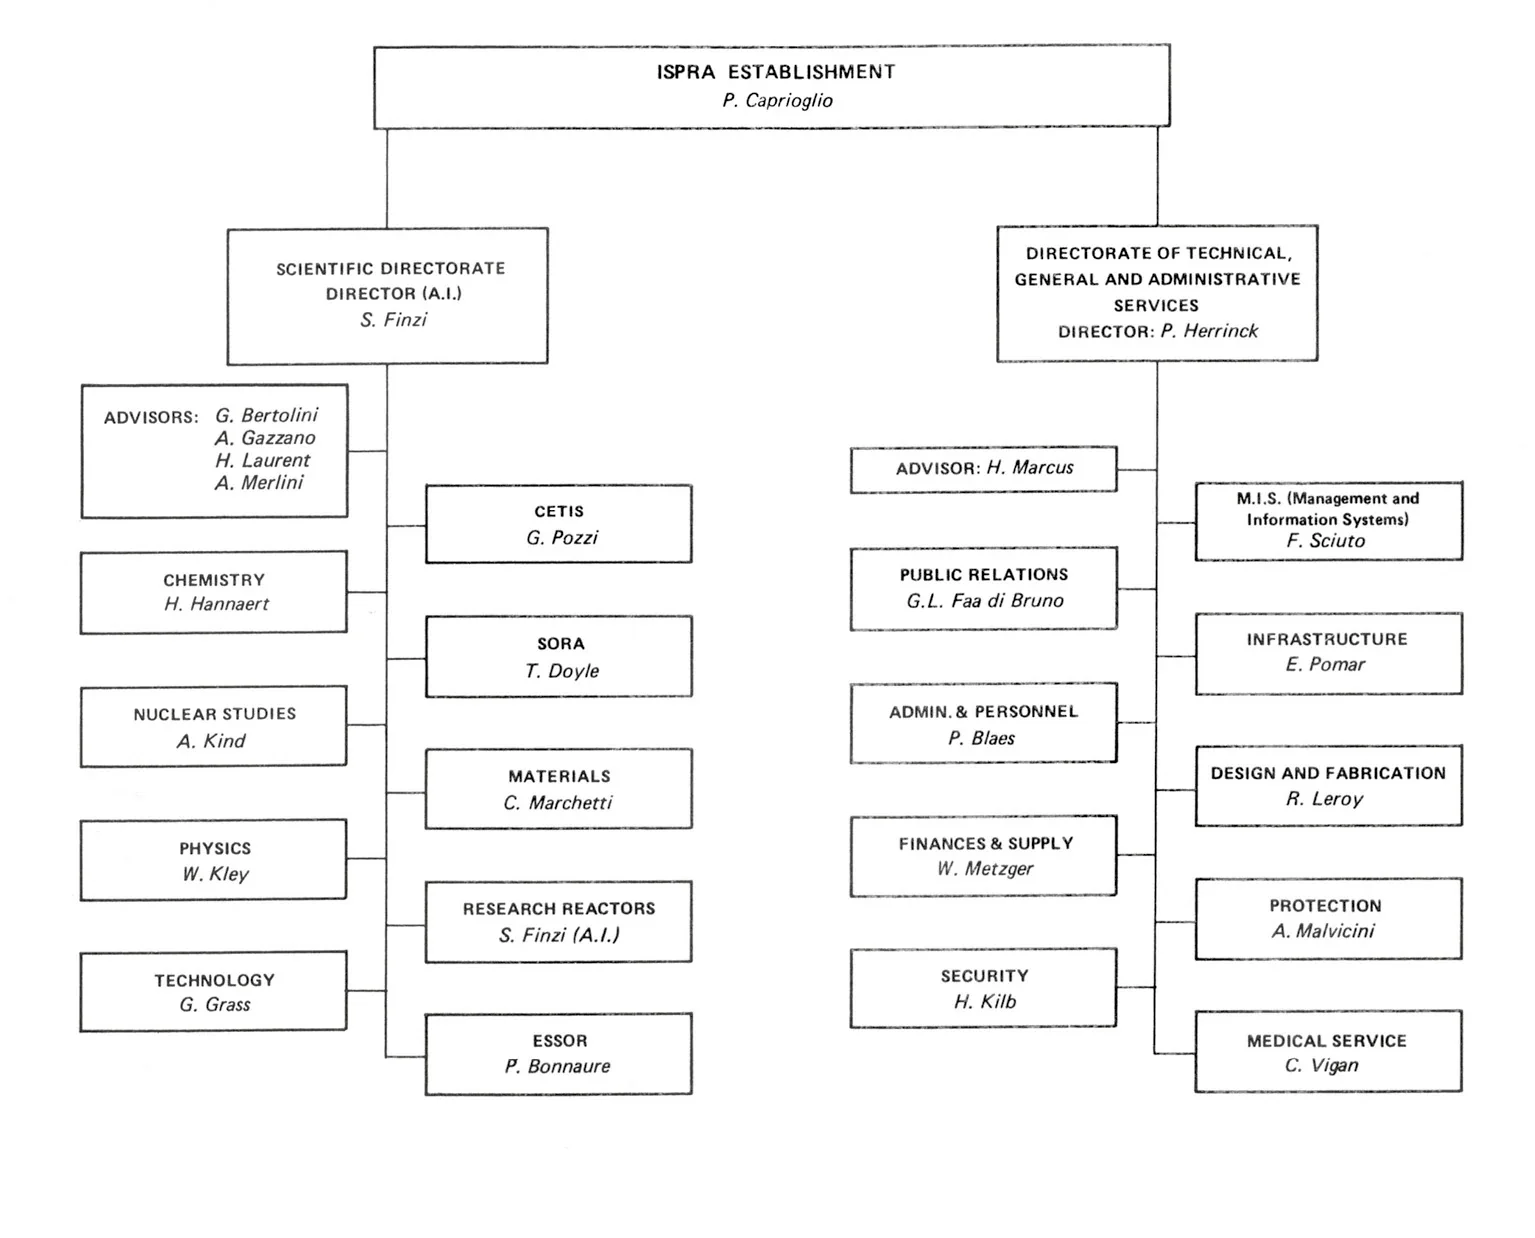 ISPRA ESTABLISHMENT
P. Caprioglio
SCIENTIFIC DIRECTORATE
DIRECTOR (A.I.)
S. Finzi
ADVISORS: G. Bertolini
A. Gazzano
H. Laurent
A. Merlini
CETIS
G. Pozzi
CHEMISTRY
H. Hannaert
SORA
T. Doyle
NUCLEAR STUDIES
A. Kind
MATERIALS
C. Marchetti
PHYSICS
W. Kley
RESEARCH REACTORS
S. Finzi (A.I.)
TECHNOLOGY
G. Grass
ESSOR
P. Bonnaure
DIRECTORATE OF TECHNICAL,
GENERAL AND ADMINISTRATIVE
SERVICES
DIRECTOR: P. Herrinck
ADVISOR: H. Marcus
M.I.S. (Management and
Information Systems)
F. Sciuto
PUBLIC RELATIONS
G.L. Faa di Bruno
INFRASTRUCTURE
E. Pomar
ADMIN. & PERSONNEL
P. Blaes
DESIGN AND FABRICATION
R. Leroy
FINANCES & SUPPLY
W. Metzger
PROTECTION
A. Malvicini
SECURITY
H. Kilb
MEDICAL SERVICE
C. Vigan